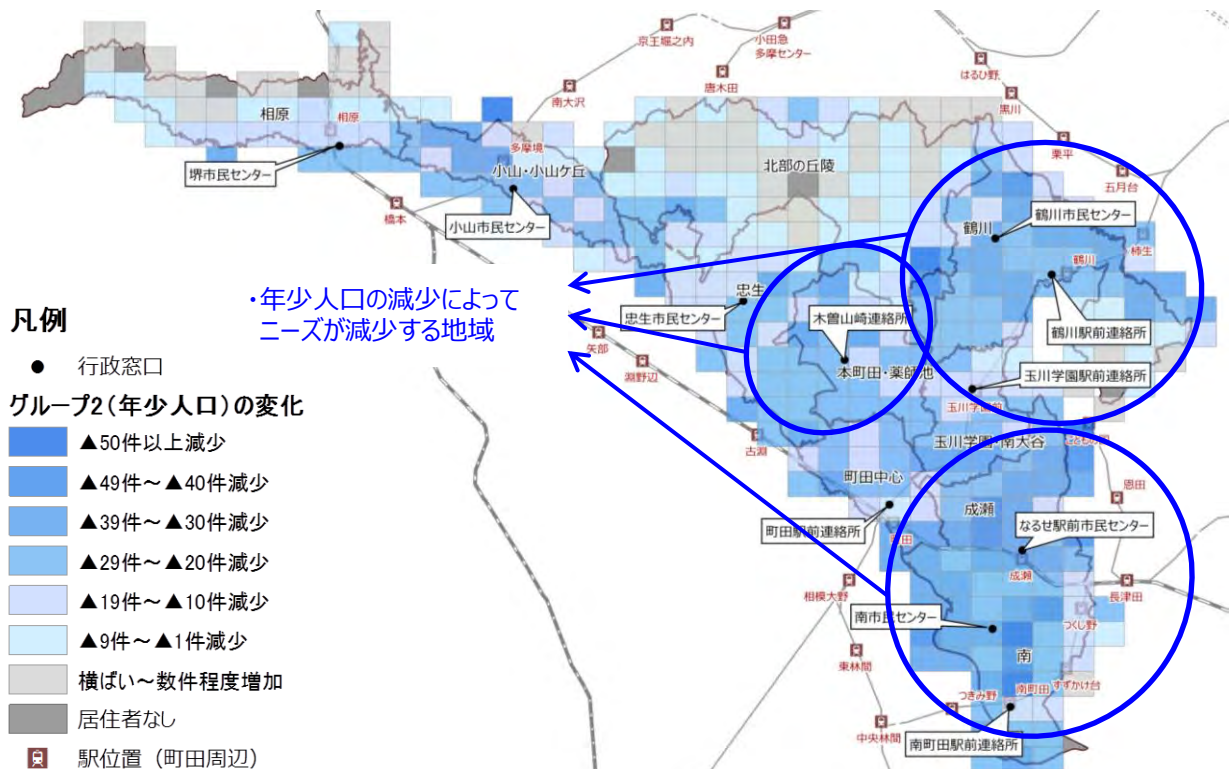 京王堀之内
小田急
多摩センター
はるひ野
唐木田
南大沢
黒川
相原
相原
多摩境
栗平
北部の丘陵
五月台
堺市民センター
小山・小山ケ丘
橋本
小山市民センター
鶴川
鶴川市民センター
柿生
鶴川
・年少人口の減少によって
ニーズが減少する地域
忠生
忠生市民センター
木曽山崎連絡所
鶴川駅前連絡所
矢部
淵野辺
本町田・薬師池
玉川学園駅前連絡所
玉川学園前
古淵
玉川学園・南大谷
こどもの国
町田中心
恩田
成瀬
町田駅前連絡所
町田
なるせ駅前市民センター
成瀬
相模大野
長津田
南市民センター
つくし野
東林間
南
すずかけ台
つきみ野
南町田
中央林間
南町田駅前連絡所
凡例
行政窓口
グループ2(年少人口)の変化
▲50件以上減少
▲49件～▲40件減少
▲39件～▲30件減少
▲29件～▲20件減少
▲19件～▲10件減少
▲9件～▲1件減少
横ばい～数件程度増加
居住者なし
駅位置（町田周辺）